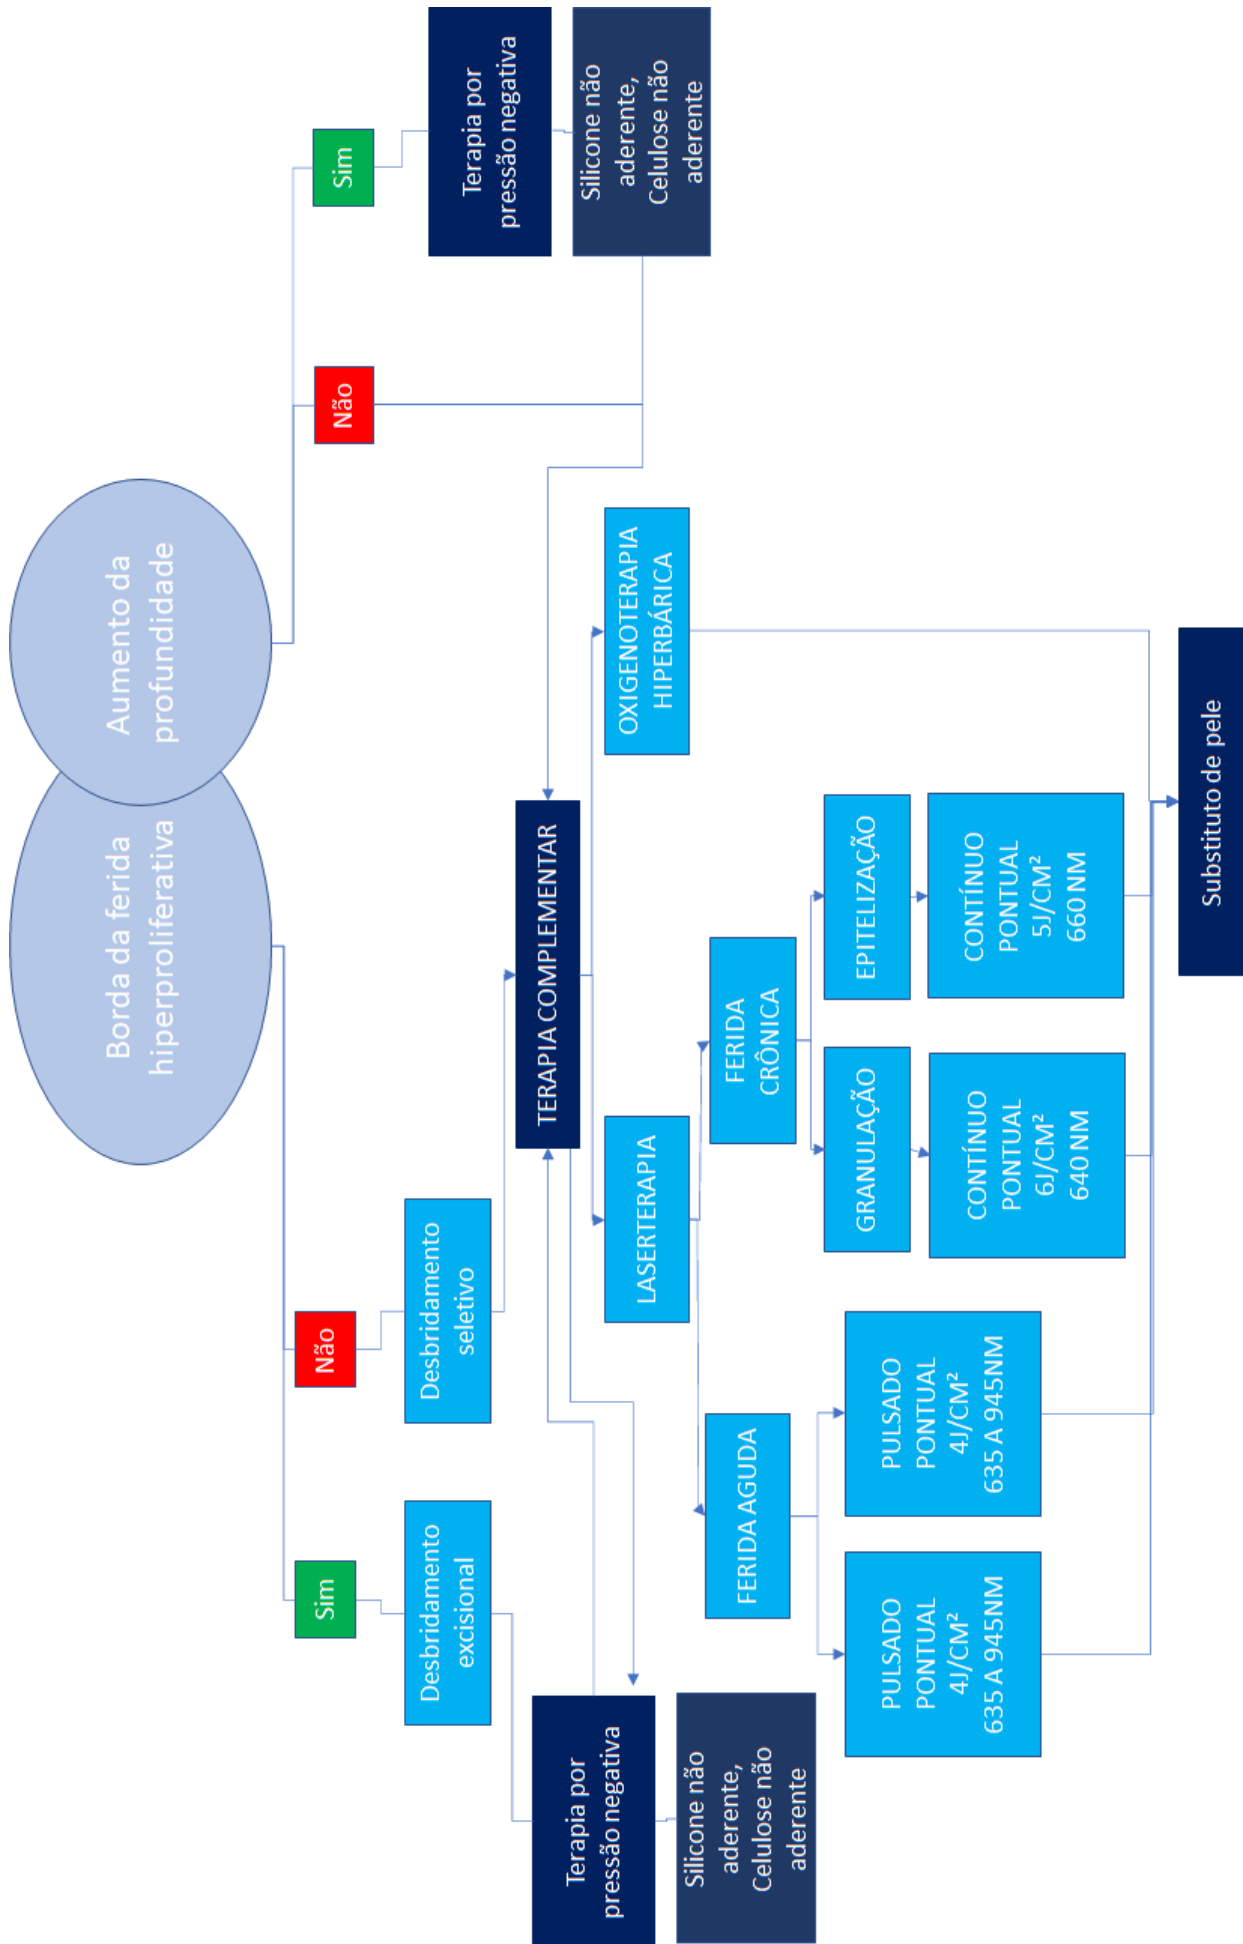 Borda da ferida
hiperproliferativa
Aumento da
profundidade
Sim
Não
Não
Sim
Desbridamento
excisional
Desbridamento
seletivo
Terapia por
pressão negativa
Silicone não
aderente,
Celulose não
aderente
Terapia por
pressão negativa
Silicone não
aderente,
Celulose não
aderente
TERAPIA COMPLEMENTAR
LASERTERAPIA
OXIGENOTERAPIA
HIPERBÁRICA
FERIDA AGUDA
FERIDA
CRÔNICA
GRANULAÇÃO
EPITELIZAÇÃO
PULSADO
PONTUAL
4J/CM²
635 A 945NM
PULSADO
PONTUAL
4J/CM²
635 A 945NM
CONTÍNUO
PONTUAL
6J/CM²
640 NM
CONTÍNUO
PONTUAL
5J/CM²
660 NM
Substituto de pele